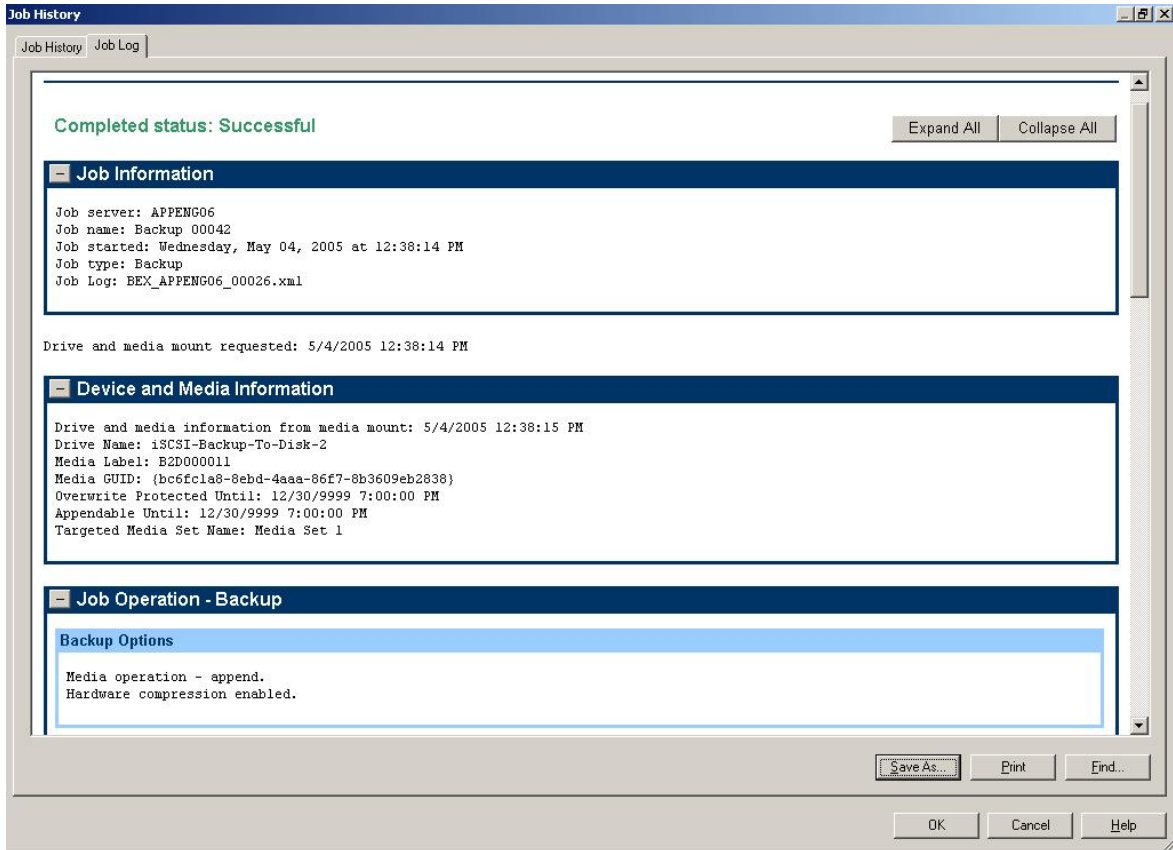 Job History
Job History
Job Log
Completed status: Successful
Expand All
Collapse All
Job Information
Job server: APPENG06
Job name: Backup 00042
Job started: Wednesday, May 04, 2005 at 12:38:14 PM
Job type: Backup
Job Log: BEX_APPENG06_00026.xml
Drive and media mount requested: 5/4/2005 12:38:14 PM
Device and Media Information
Drive and media information from media mount: 5/4/2005 12:38:15 PM
Drive Name: iSCSI-Backup-To-Disk-2
Media Label: B2D000011
Media GUID: {bc6fc1a8-8ebd-4aaa-86f7-8b3609eb2838}
Overwrite Protected Until: 12/30/9999 7:00:00 PM
Appendable Until: 12/30/9999 7:00:00 PM
Targeted Media Set Name: Media Set 1
Job Operation - Backup
Backup Options
Media operation - append.
Hardware compression enabled.
Save As...
Print
Find...
OK
Cancel
Help